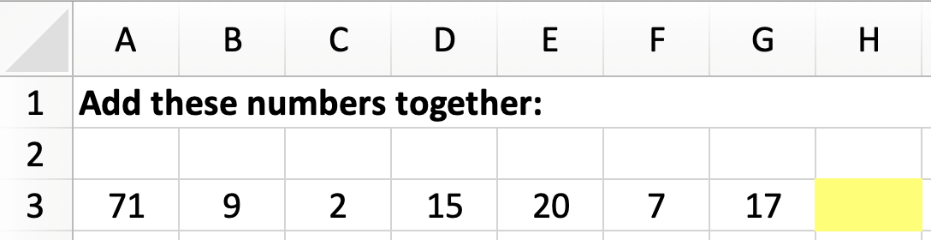 A B C D E F G H
1 Add these numbers together:
2
3 71 9 2 15 20 7 17